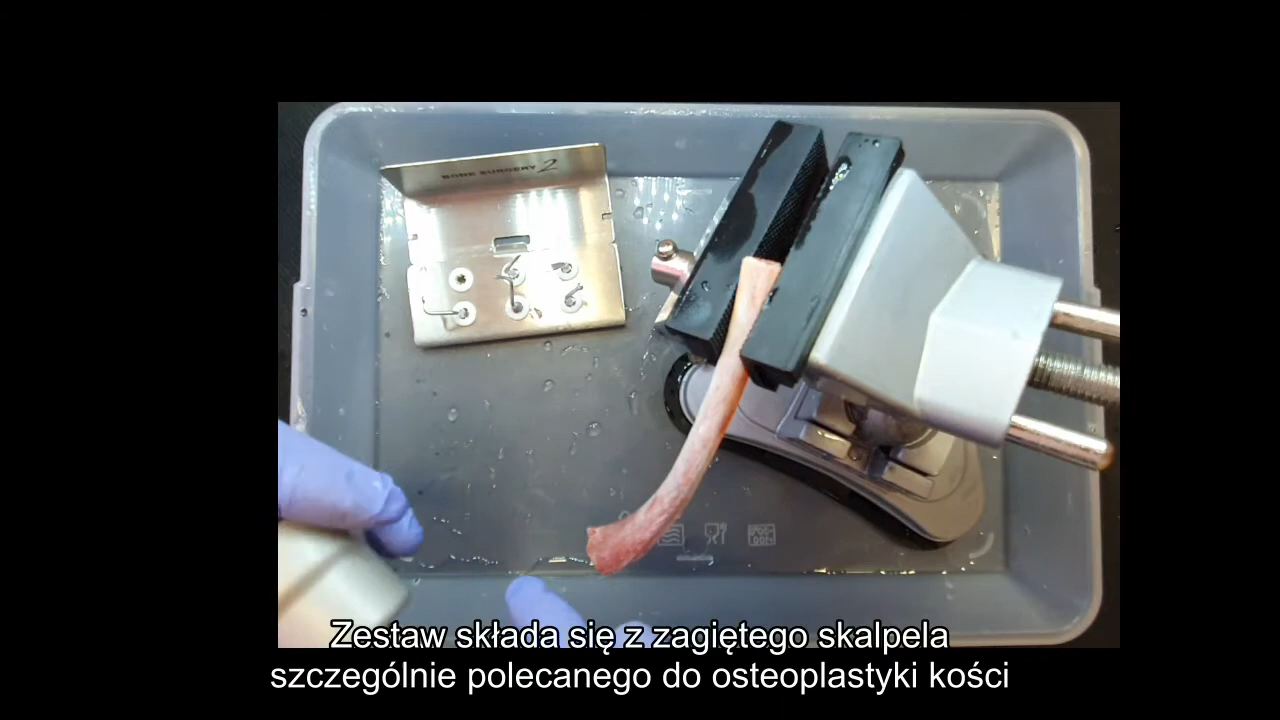 BONE SURGERY 2
Zestaw składa się z zagiętego skalpela
szczególnie polecanego do osteoplastyki kości